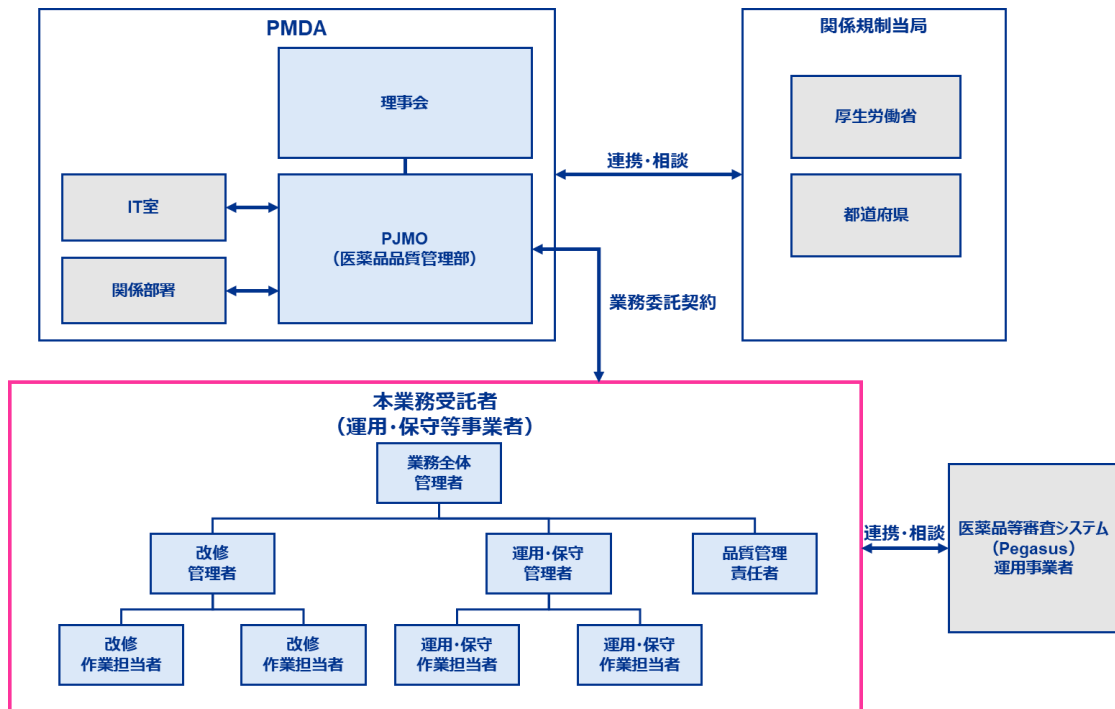 PMDA
理事会
IT室
関係部署
PJMO
（医薬品品質管理部）
連携・相談
関係規制当局
厚生労働省
都道府県
業務委託契約
本業務受託者
（運用・保守等事業者）
業務全体
管理者
改修
管理者
運用・保守
管理者
品質管理
責任者
改修
作業担当者
改修
作業担当者
運用・保守
作業担当者
運用・保守
作業担当者
連携・相談
医薬品等審査システム
（Pegasus）
運用事業者